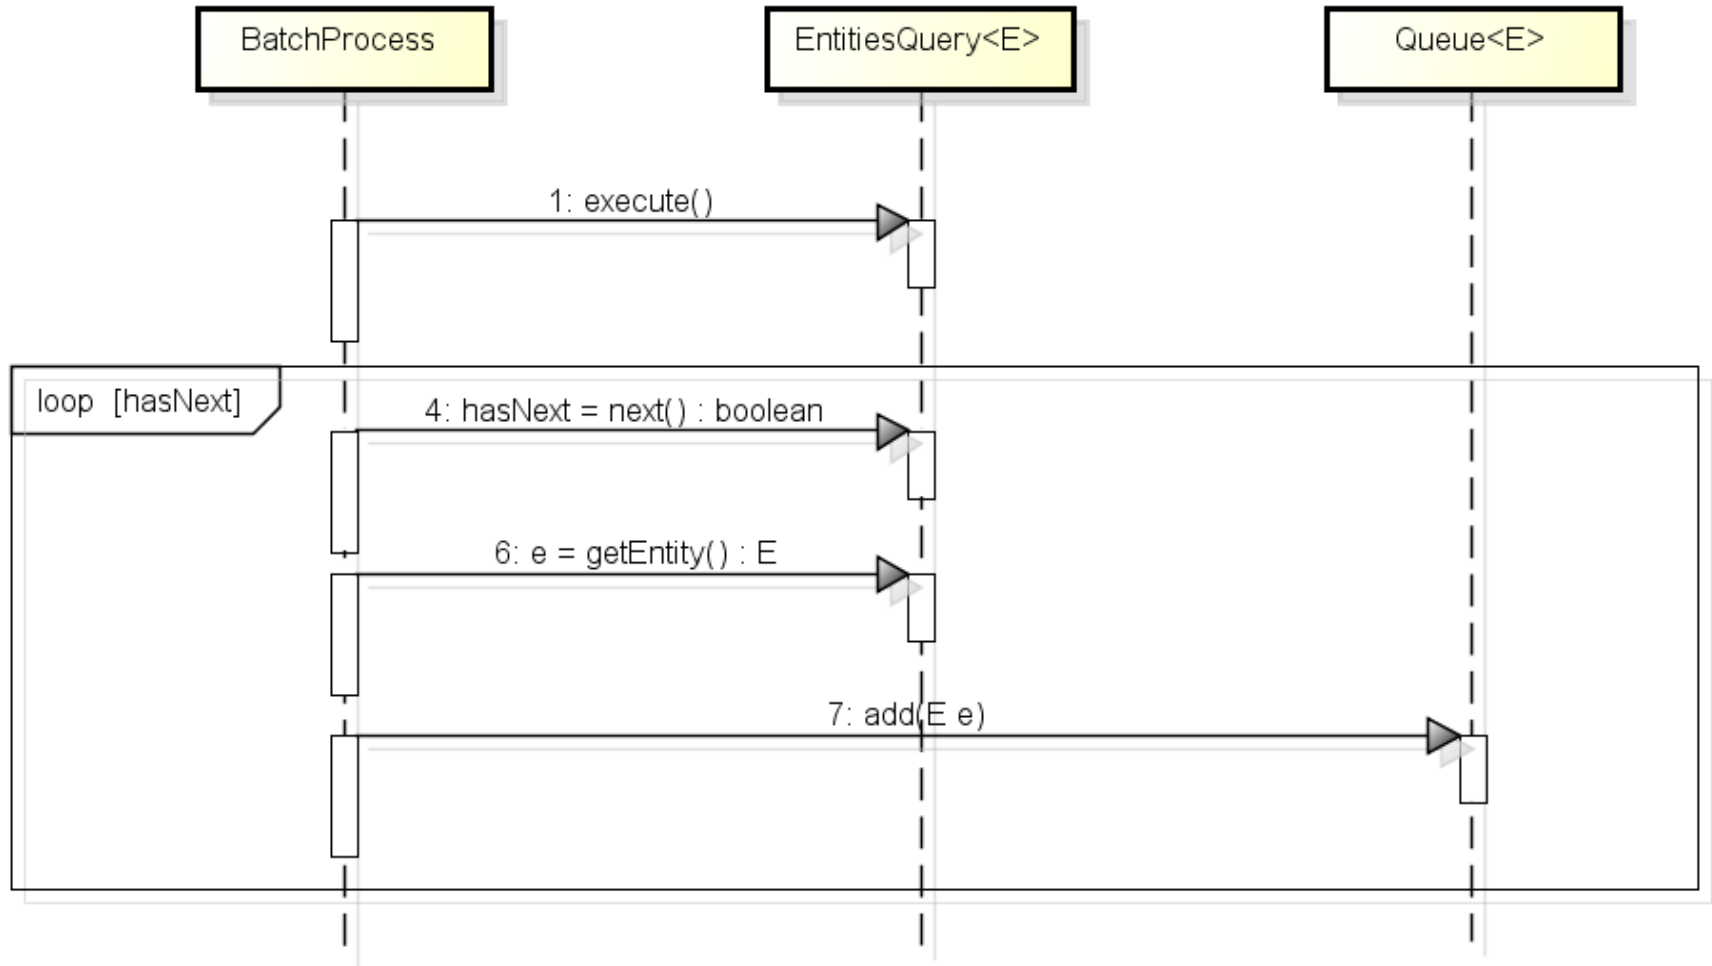 BatchProcess
EntitiesQuery<E>
Queue<E>
1: execute()
loop [hasNext]
4: hasNext = next() : boolean
6: e = getEntity() : E
7: add(E e)